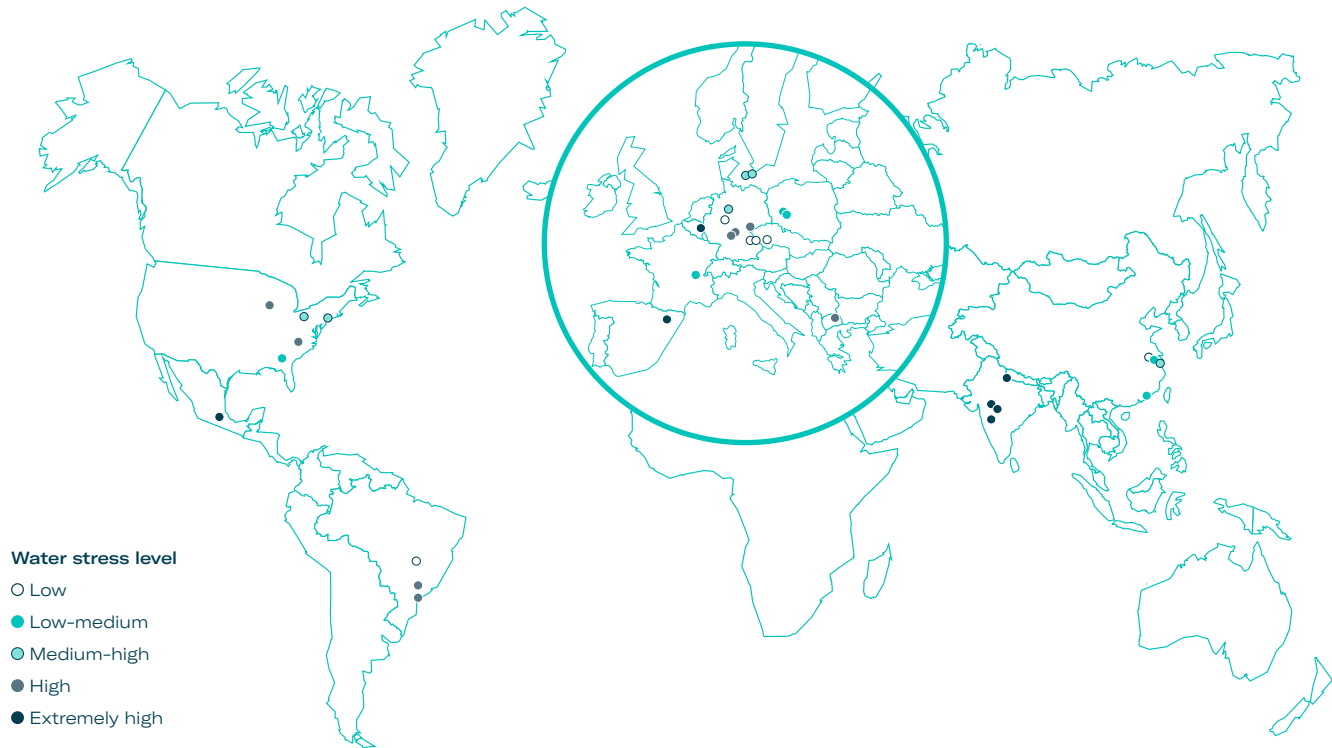 Water stress level
Low
Low-medium
Medium-high
High
Extremely high